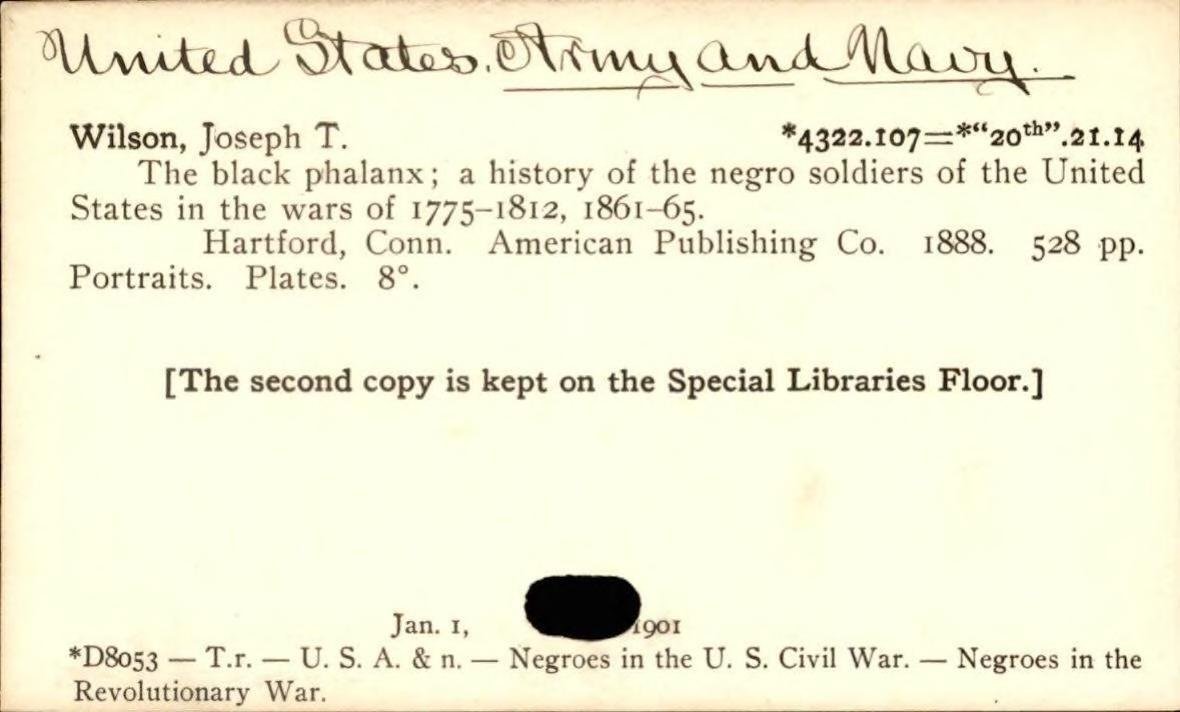 United States. Army and Navy.
Wilson, Joseph T. *4322.107=*“20th”.21.14
The black phalanx; a history of the negro soldiers of the United
States in the wars of 1775–1812, 1861–65.
Hartford, Conn. American Publishing Co. 1888. 528 pp.
Portraits. Plates. 8°.
[The second copy is kept on the Special Libraries Floor.]
Jan. 1, 1901
*D8053 — T.r. — U. S. A. & n. — Negroes in the U. S. Civil War. — Negroes in the
Revolutionary War.